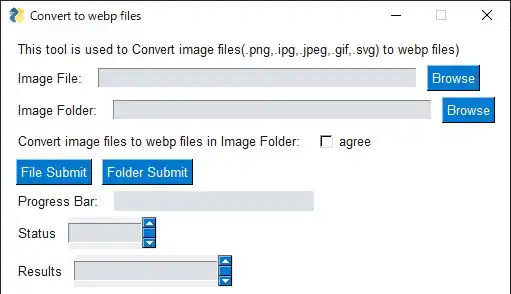 Convert to webp files
This tool is used to Convert image files(.png,.ipg,.jpeg,.gif,.svg) to webp files)
Image File: Browse
Image Folder: Browse
Convert image files to webp files in Image Folder: agree
File Submit Folder Submit
Progress Bar:
Status
Results